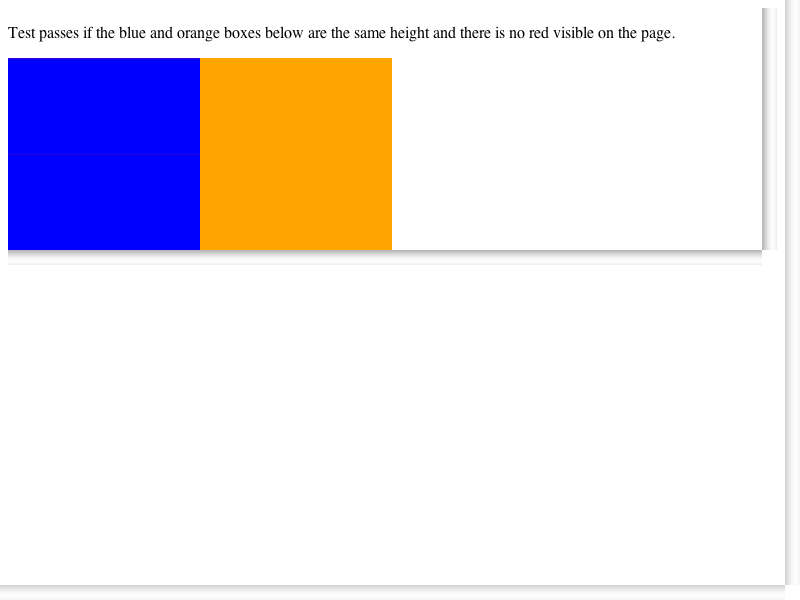 Test passes if the blue and orange boxes below are the same height and there is no red visible on the page.